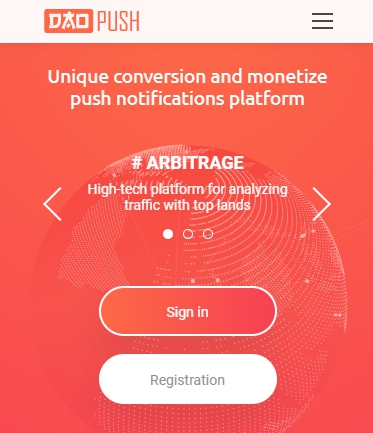 DAO PUSH
Unique conversion and monetize
push notifications platform
# ARBITRAGE
High-tech platform for analyzing
traffic with top lands
Sign in
Registration